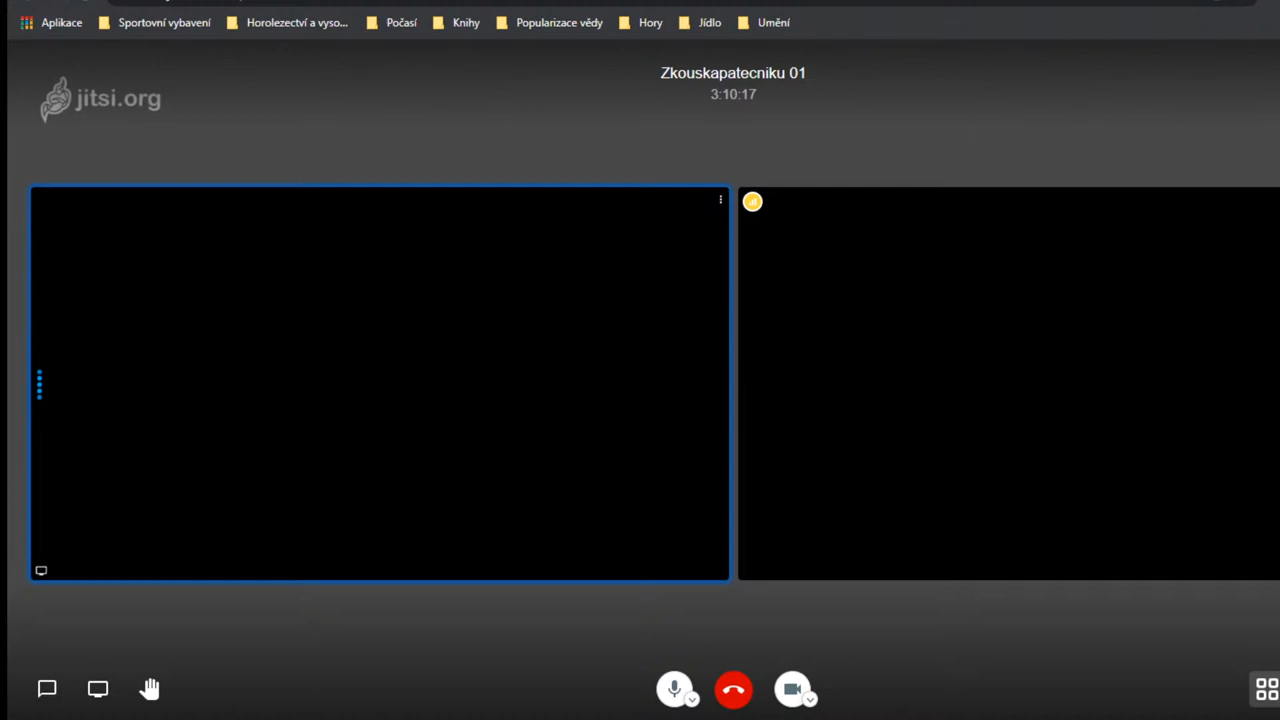 Aplikace Sportovní vybavení Horolezectví a vyso... Počasí Knihy Popularizace vědy Hory Jídlo Umění
jitsi.org
Zkouskapatecniku 01
3:10:17